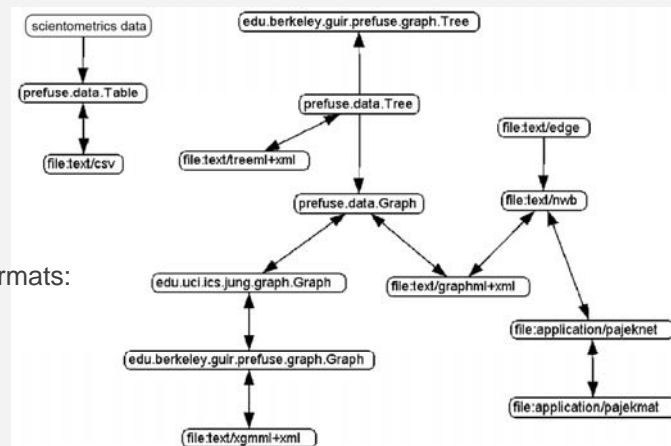 scientometrics data
edu.berkeley.guir.prefuse.graph.Tree
prefuse.data.Table
prefuse.data.Tree
file:text/edge
file:text/csv
file:text/treeml+xml
prefuse.data.Graph
file:text/nwb
rmats:
edu.uci.ics.jung.graph.Graph
file:text/graphml+xml
file:application/pajeknet
edu.berkeley.guir.prefuse.graph.Graph
file:application/pajekmat
file:text/xgmml+xml